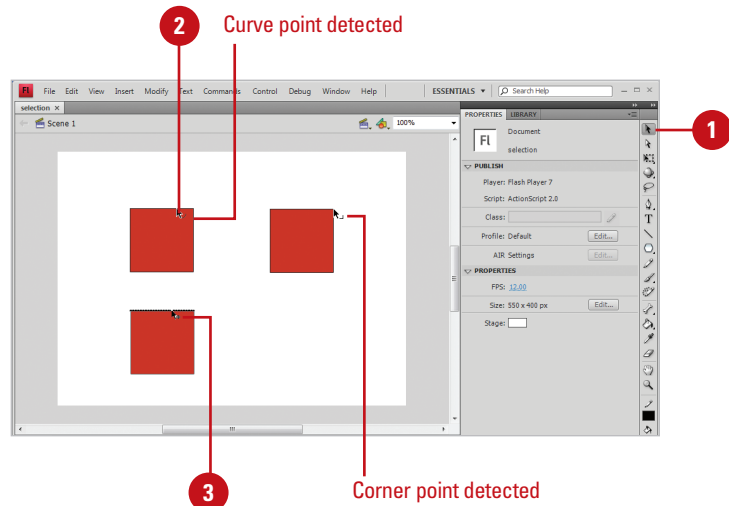 2 Curve point detected
FL File Edit View Insert Modify Text Commands Control Debug Window Help ESSENTIALS Search Help
selection ×
Scene 1 100%
PROPERTIES LIBRARY
1
FL Document
selection
PUBLISH
Player: Flash Player 7
Script: ActionScript 2.0
Class:
Profile: Default Edit...
AIR Settings Edit...
PROPERTIES
FPS: 12.00
Size: 550 x 400 px Edit...
Stage:
T
3 Corner point detected